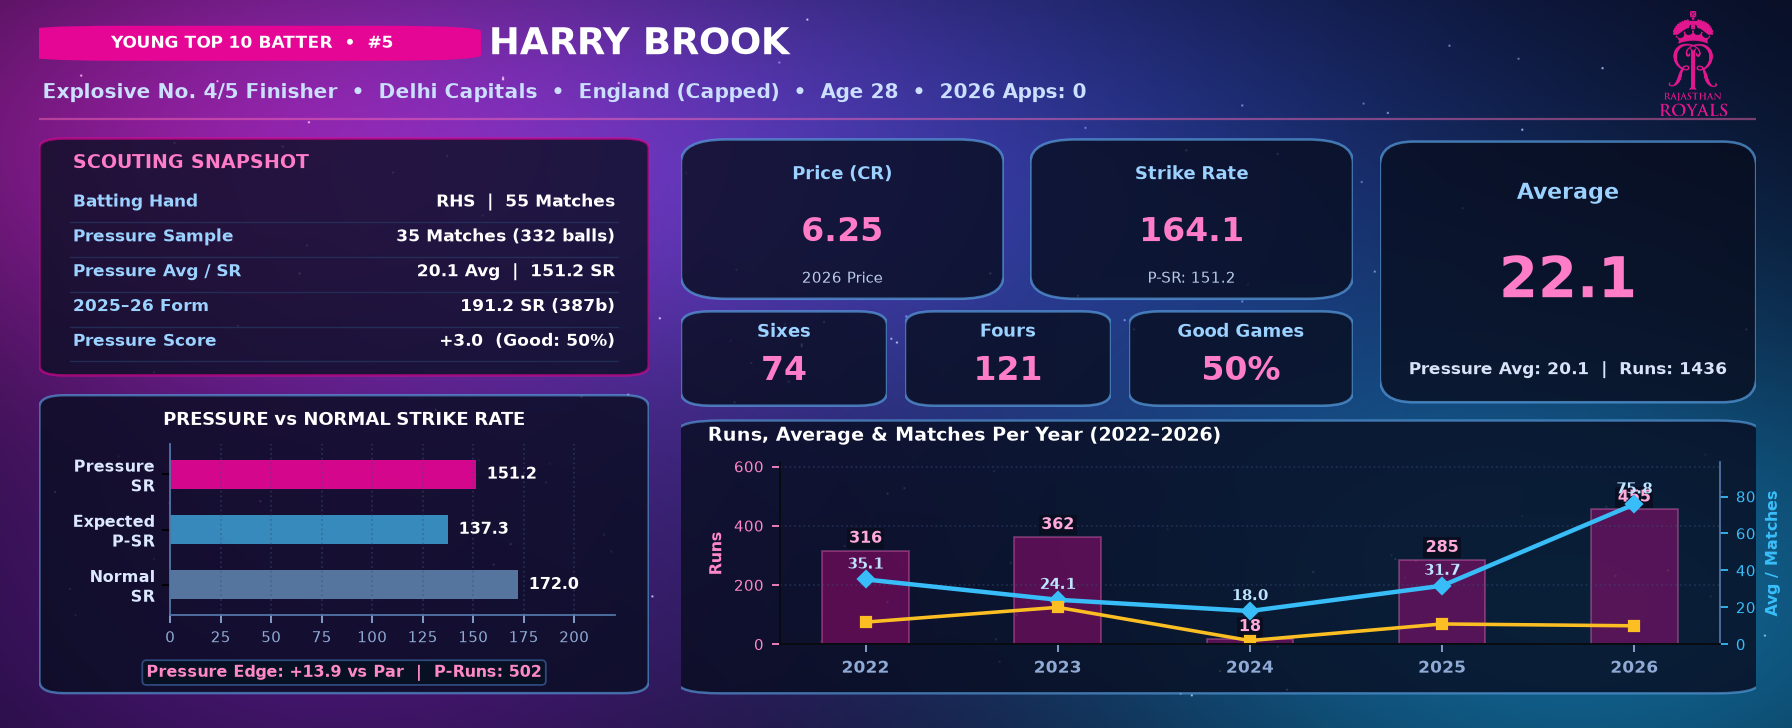 YOUNG TOP 10 BATTER • #5
HARRY BROOK
Explosive No. 4/5 Finisher • Delhi Capitals • England (Capped) • Age 28 • 2026 Apps: 0
RAJASTHAN
ROYALS
SCOUTING SNAPSHOT
Batting Hand RHS | 55 Matches
Pressure Sample 35 Matches (332 balls)
Pressure Avg / SR 20.1 Avg | 151.2 SR
2025–26 Form 191.2 SR (387b)
Pressure Score +3.0 (Good: 50%)
Price (CR)
6.25
2026 Price
Strike Rate
164.1
P-SR: 151.2
Average
22.1
Pressure Avg: 20.1 | Runs: 1436
Sixes
74
Fours
121
Good Games
50%
PRESSURE vs NORMAL STRIKE RATE
Pressure
SR
151.2
Expected
P-SR
137.3
Normal
SR
172.0
0 25 50 75 100 125 150 175 200
Pressure Edge: +13.9 vs Par | P-Runs: 502
Runs, Average & Matches Per Year (2022–2026)
Runs
600
400
200
0
316
35.1
362
24.1
18.0
18
285
31.7
75.8
80
60
40
20
0
Avg / Matches
2022 2023 2024 2025 2026